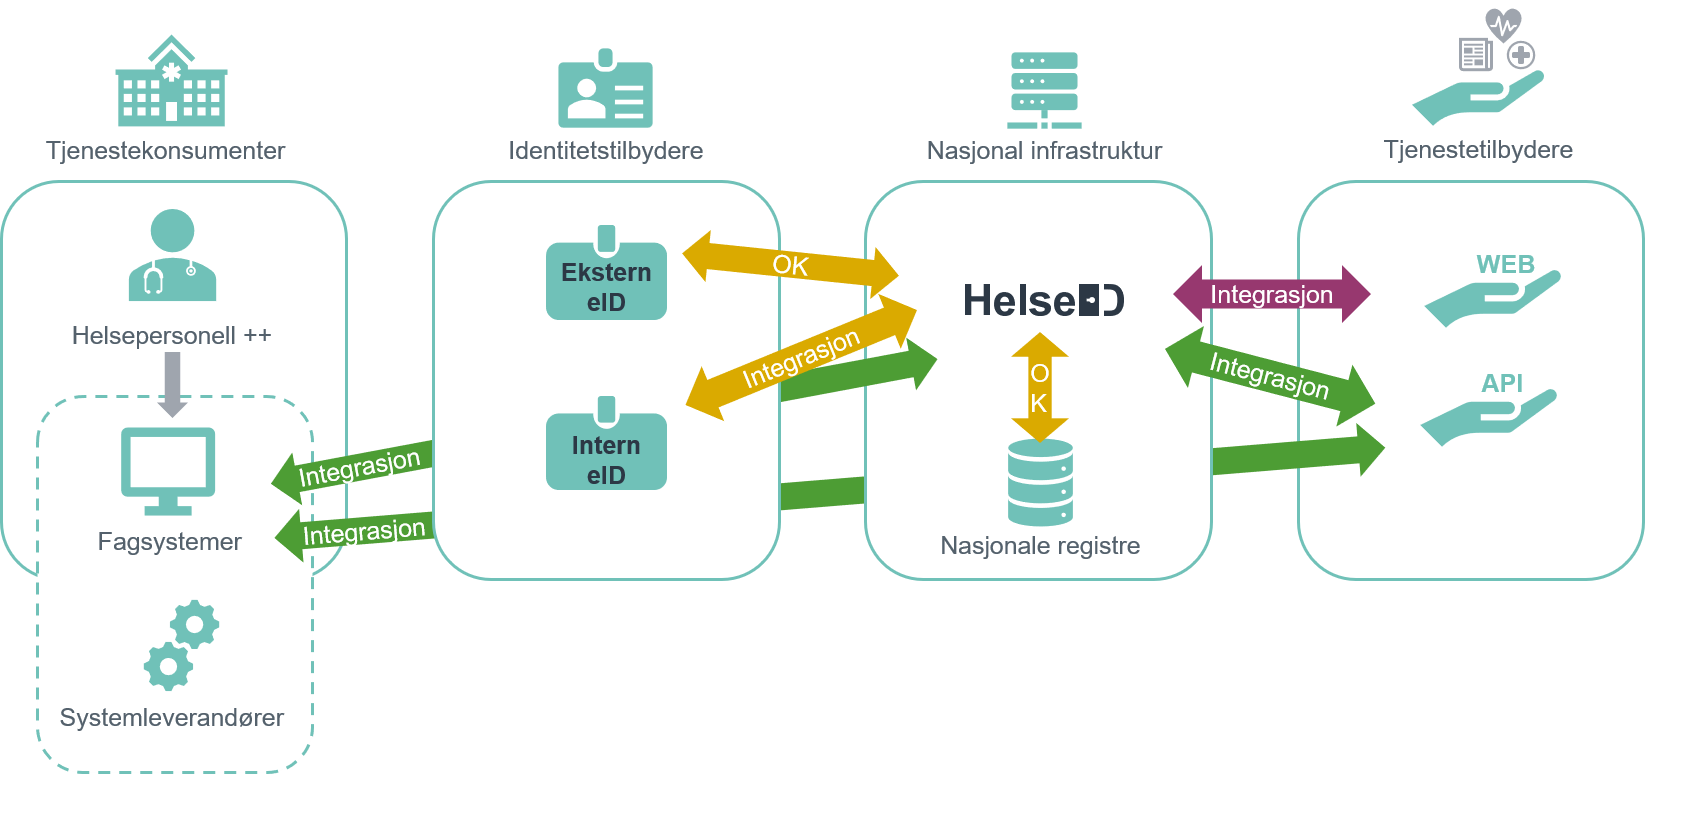 Tjenestekonsumenter
Identitetstilbydere
Nasjonal infrastruktur
Tjenestetilbydere
Helsepersonell ++
Fagsystemer
Systemleverandører
Integrasjon
Integrasjon
Ekstern
eID
Intern
eID
OK
Integrasjon
HelseID
O
K
Nasjonale registre
Integrasjon
Integrasjon
WEB
API